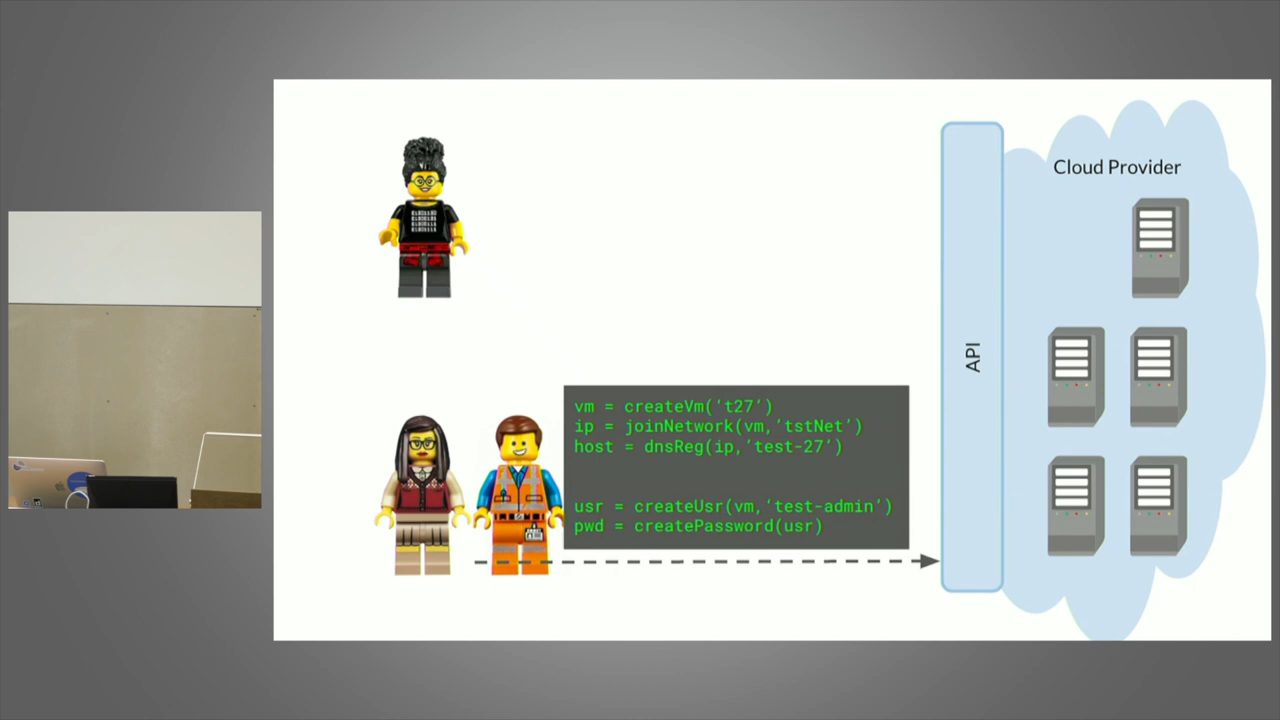 Cloud Provider
API
vm = createVm(‘t27‘)
ip = joinNetwork(vm,‘tstNet‘)
host = dnsReg(ip,‘test-27‘)
usr = createUsr(vm,‘test-admin‘)
pwd = createPassword(usr)